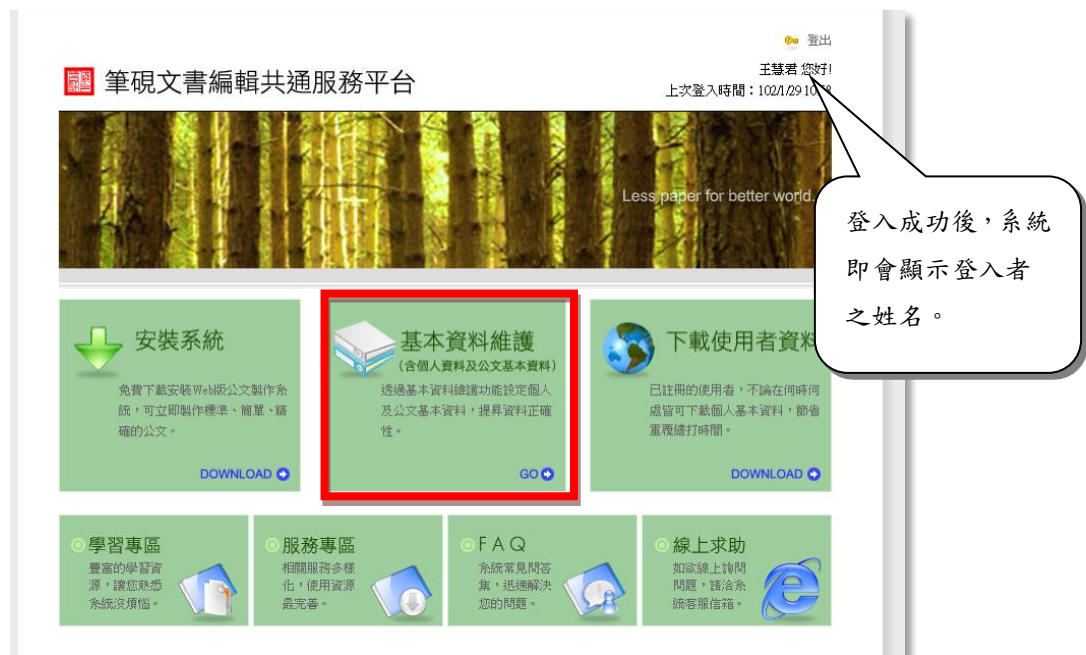 登出
筆硯文書編輯共通服務平台
王慧君 您好!
上次登入時間：102/1/29 10
Less paper for better world.
登入成功後，系統
即會顯示登入者
之姓名。
安裝系統
免費下載安裝Web版公文製作系
統，可立即製作標準、簡單、精
確的公文。
DOWNLOAD
基本資料維護
(含個人資料及公文基本資料)
透過基本資料維護功能設定個人
及公文基本資料，提昇資料正確
性。
GO
下載使用者資料
已註冊的使用者，不論在何時何
處皆可下載個人基本資料，節省
重覆繕打時間。
DOWNLOAD
學習專區
豐富的學習資
源，讓您熟悉
系統沒煩惱。
服務專區
相關服務多樣
化，使用資源
最完善。
FAQ
系統常見問答
集，迅速解決
您的問題。
線上求助
如欲線上詢問
問題，請洽系
統客服信箱。